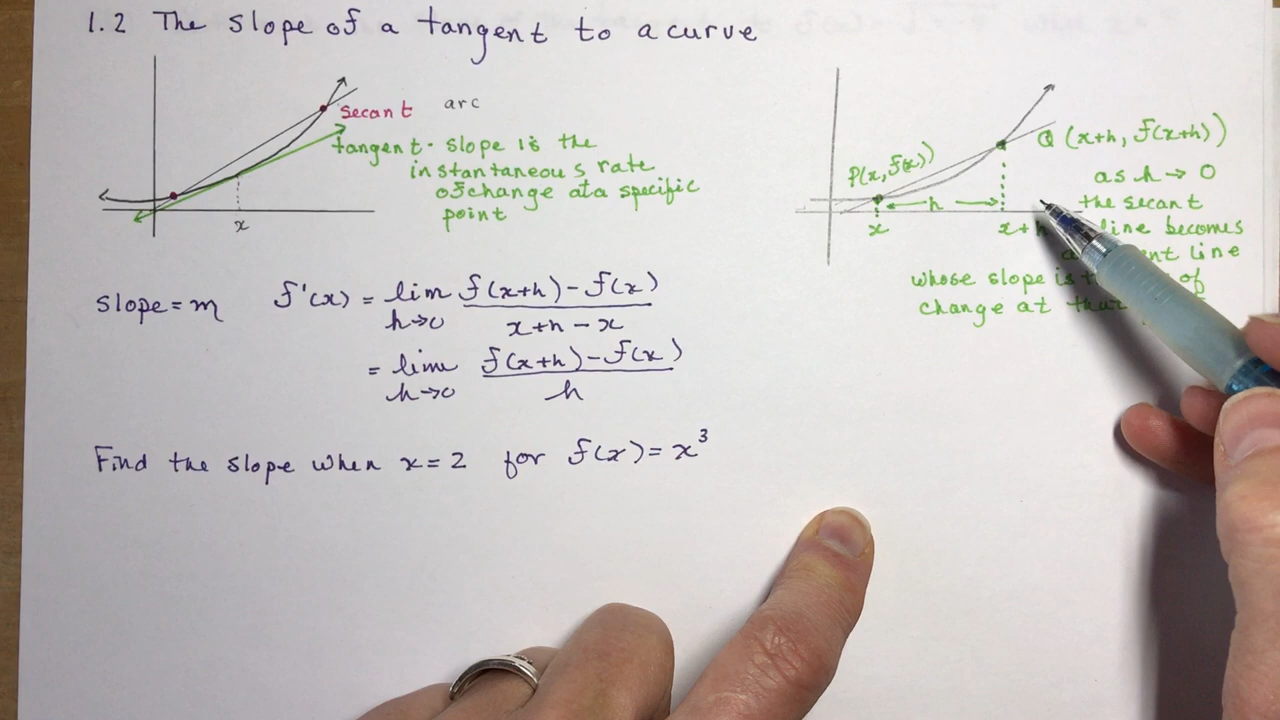 1.2 The slope of a tangent to a curve
secant arc
tangent. slope is the
instantaneous rate
of change at a specific
point
x
P(x, f(x))
Q (x+h, f(x+h))
h
x
x+h
as h→0
the secant
line becomes
line
whose slope is of
change at
slope = m f'(x) = lim f(x+h) - f(x)
h→0 x+h - x
= lim f(x+h) - f(x)
h→0 h
Find the slope when x = 2 for f(x) = x³